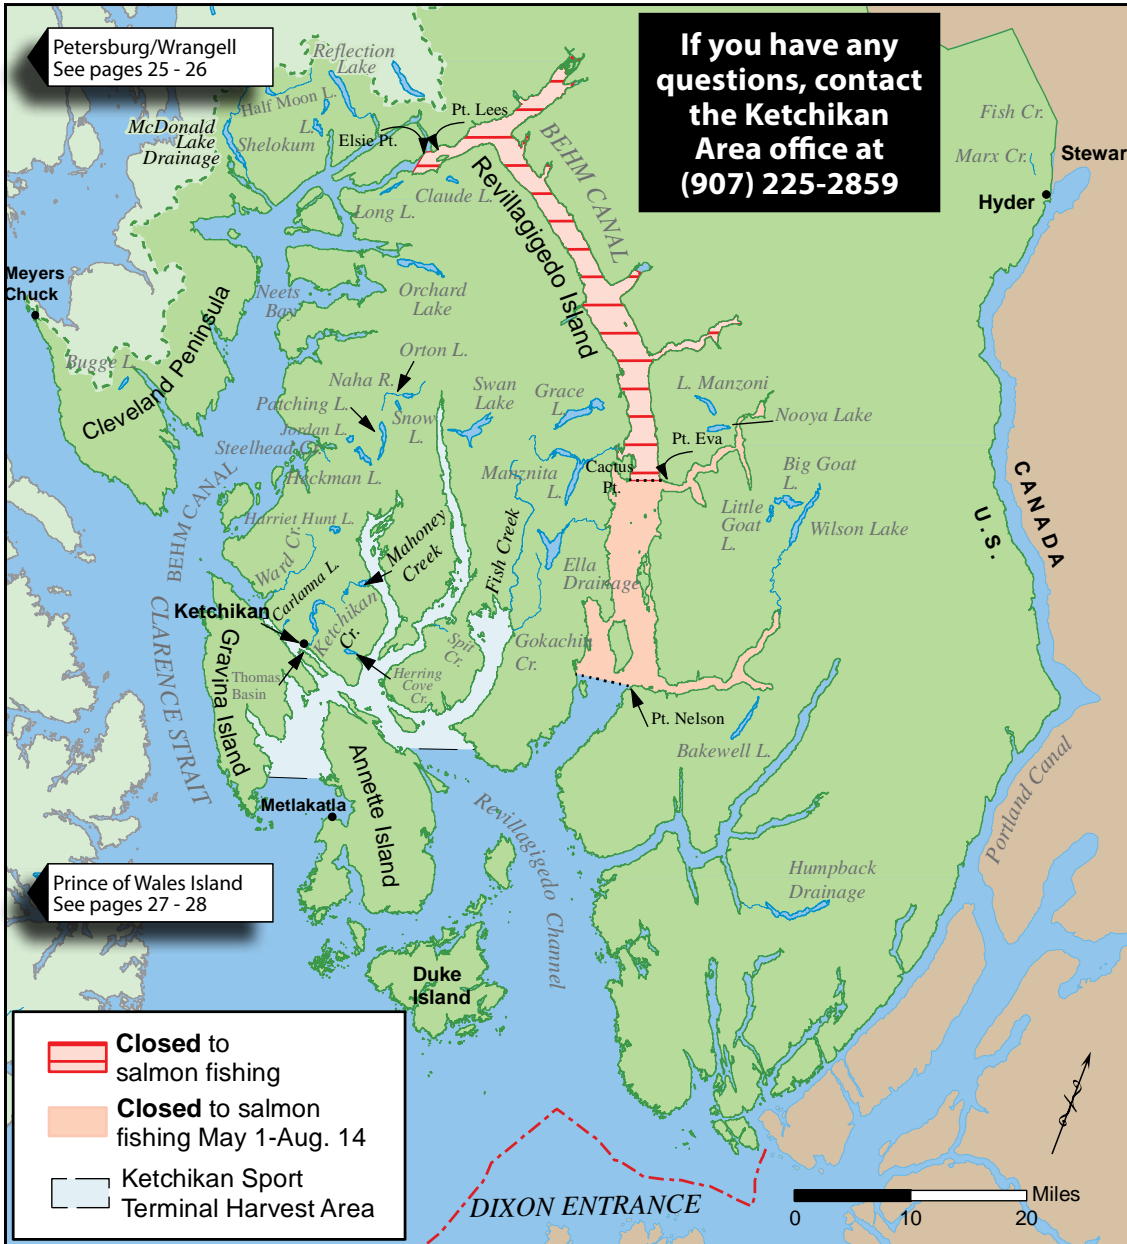 Petersburg/Wrangell
See pages 25 - 26
Reflection
Lake
If you have any
questions, contact
the Ketchikan
Area office at
(907) 225-2859
Half Moon L.
McDonald
Lake
Drainage
L.
Shelokum
Elsie Pt.
Pt. Lees
BEHM CANAL
Fish Cr.
Marx Cr.
Stewar
Hyder
Claude L.
Long L.
Revillagigedo Island
Meyers
Chuck
Neets
Bay
Orchard
Lake
Bugge L.
Cleveland Peninsula
Orton L.
Naha R.
Patching L.
Snow
L.
Swan
Lake
Grace
L.
L. Manzoni
Nooya Lake
Jordan L.
Steelhead Cr.
Heckman L.
Manznita
L.
Cactus
Pt.
Pt. Eva
Big Goat
L.
Little
Goat
L.
Wilson Lake
CANADA
U.S.
BEHM CANAL
Harriet Hunt L.
Ward Cr.
Mahoney
Creek
Fish Creek
Ella
Drainage
CLARENCE STRAIT
Ketchikan
Carlanna L.
Ketchikan
Cr.
Spit
Cr.
Gokachin
Cr.
Gravina Island
Thomas
Basin
Herring
Cove
Cr.
Pt. Nelson
Bakewell L.
Metlakatla
Annette Island
Revillagigedo Channel
Portland Canal
Prince of Wales Island
See pages 27 - 28
Humpback
Drainage
Duke
Island
Closed to
salmon fishing
Closed to salmon
fishing May 1-Aug. 14
Ketchikan Sport
Terminal Harvest Area
DIXON ENTRANCE
Miles
0 10 20